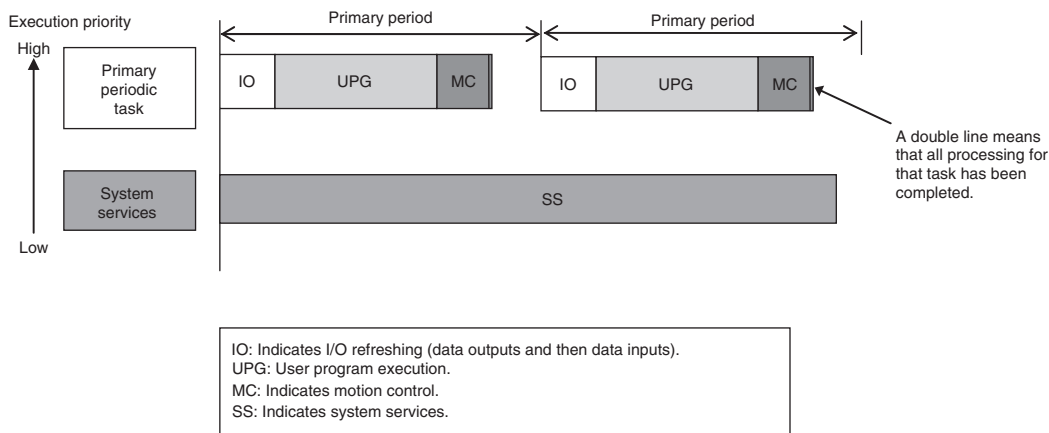 Execution priority
High
Low
Primary period
Primary period
Primary
periodic
task
IO
UPG
MC
IO
UPG
MC
A double line means
that all processing for
that task has been
completed.
System
services
SS
IO: Indicates I/O refreshing (data outputs and then data inputs).
UPG: User program execution.
MC: Indicates motion control.
SS: Indicates system services.